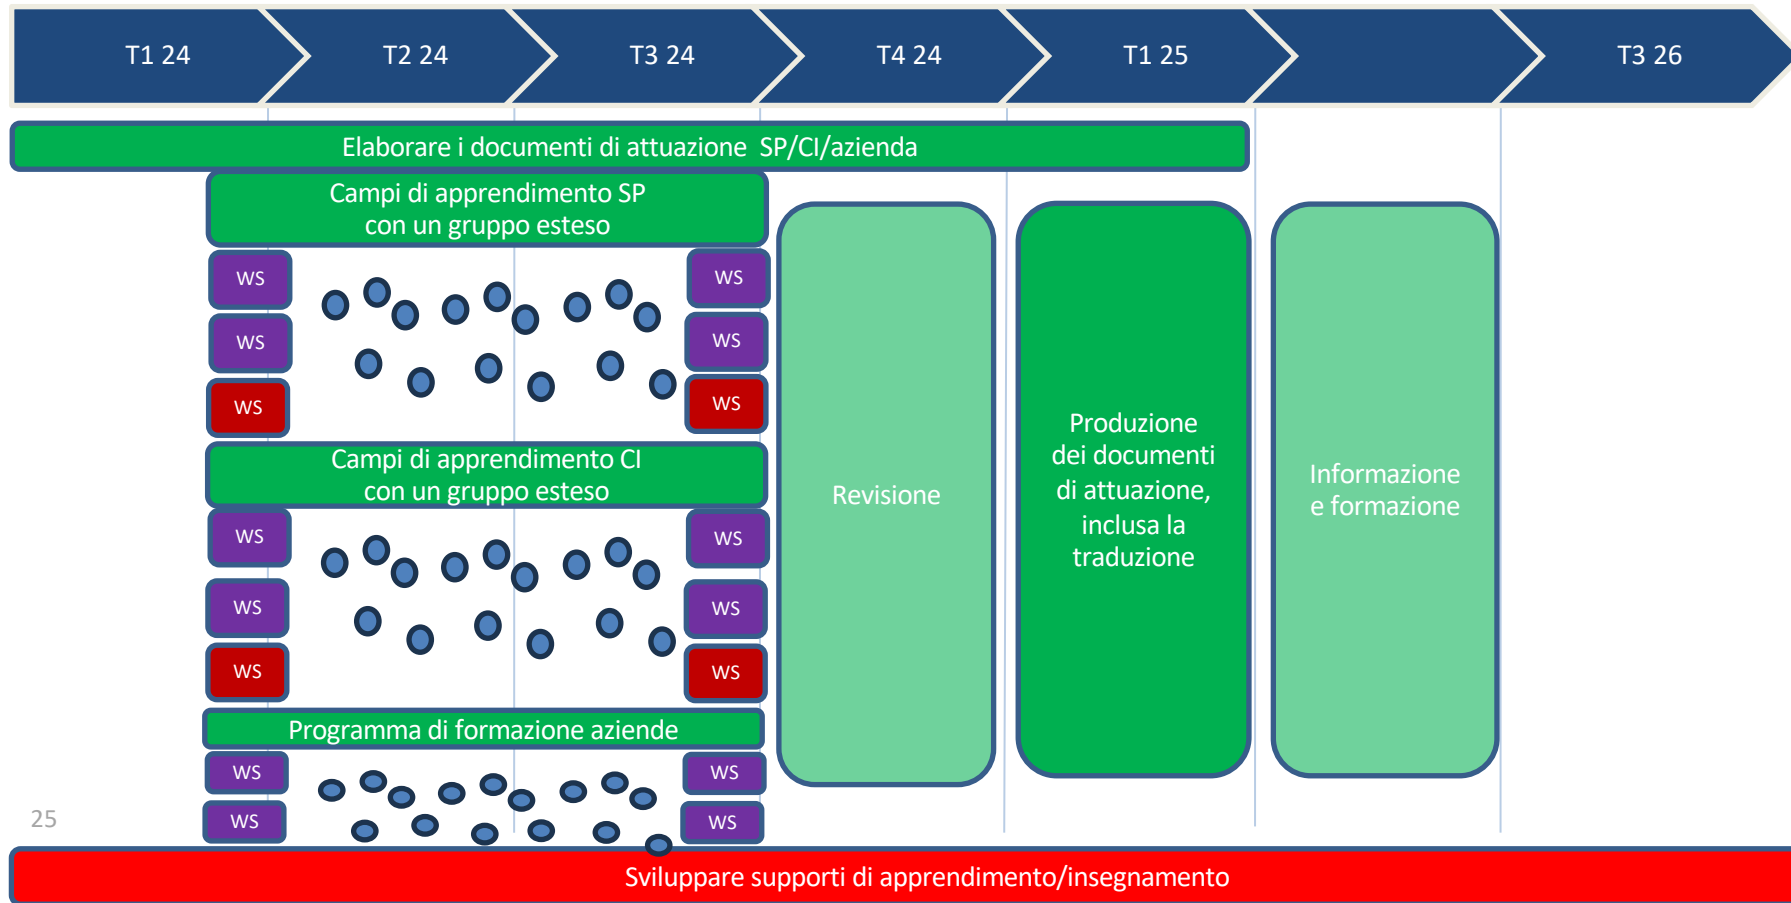 T1 24
T2 24
T3 24
T4 24
T1 25
T3 26
Elaborare i documenti di attuazione SP/CI/azienda
Campi di apprendimento SP
con un gruppo esteso
WS
WS
WS
WS
WS
WS
Campi di apprendimento CI
con un gruppo esteso
WS
WS
WS
WS
WS
WS
Programma di formazione aziende
WS
WS
WS
WS
Revisione
Produzione
dei documenti
di attuazione,
inclusa la
traduzione
Informazione
e formazione
25
Sviluppare supporti di apprendimento/insegnamento